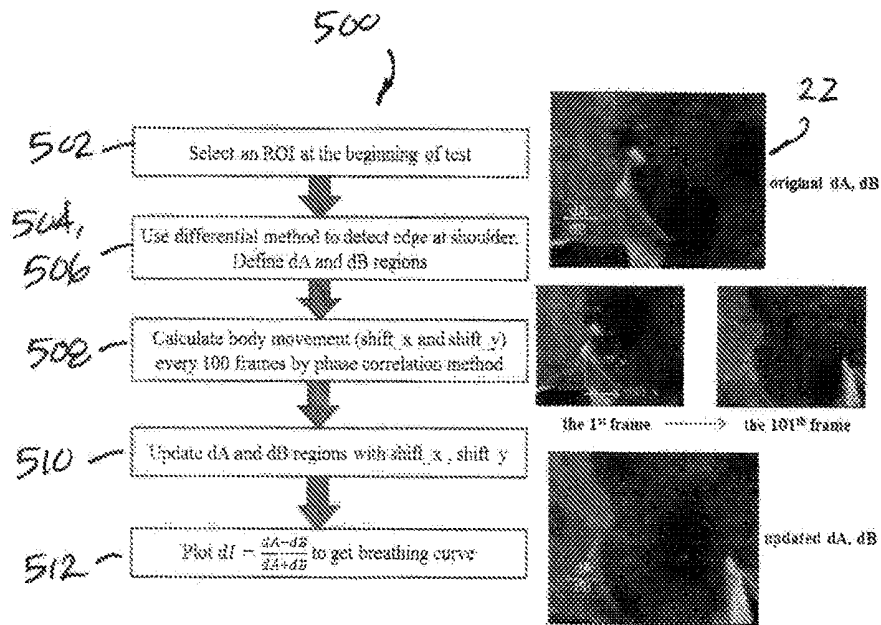 500
502
Select an ROI at the beginning of test
22
original dA, dB
504,
506
Use differential method to detect edge at shoulder.
Define dA and dB regions
508
Calculate body movement (shift_x and shift_y)
every 100 frames by phase correlation method
the 1st frame
the 101th frame
510
Update dA and dB regions with shift_x , shift_y
updated dA, dB
512
Plot dI = dA−dB / dA+dB to get breathing curve